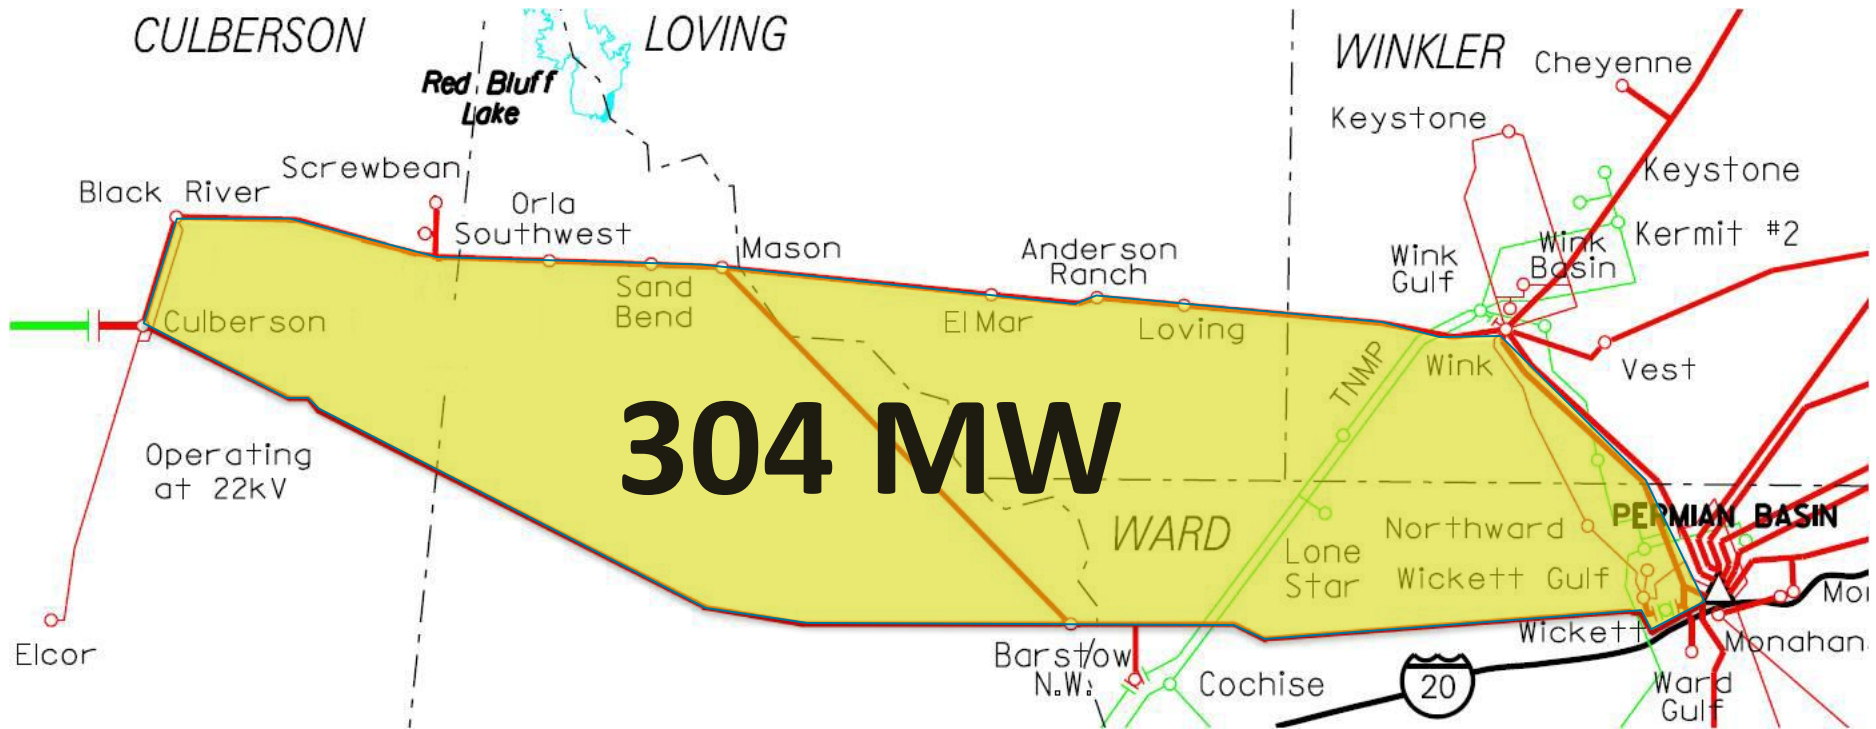 CULBERSON
LOVING
WINKLER
Cheyenne
Red Bluff
Lake
Keystone
Screwbean
Black River
Keystone
Orla
Southwest
Mason
Anderson
Ranch
Wink
Gulf
Wink
Basin
Kermit #2
Sand
Bend
Culberson
El Mar
Loving
TNMP
Wink
Vest
304 MW
Operating
at 22kV
PERMIAN BASIN
WARD
Northward
Lone
Star
Wickett Gulf
Mo
Wickett
Monahan
Elcor
Barstow
N.W.
Cochise
20
Ward
Gulf